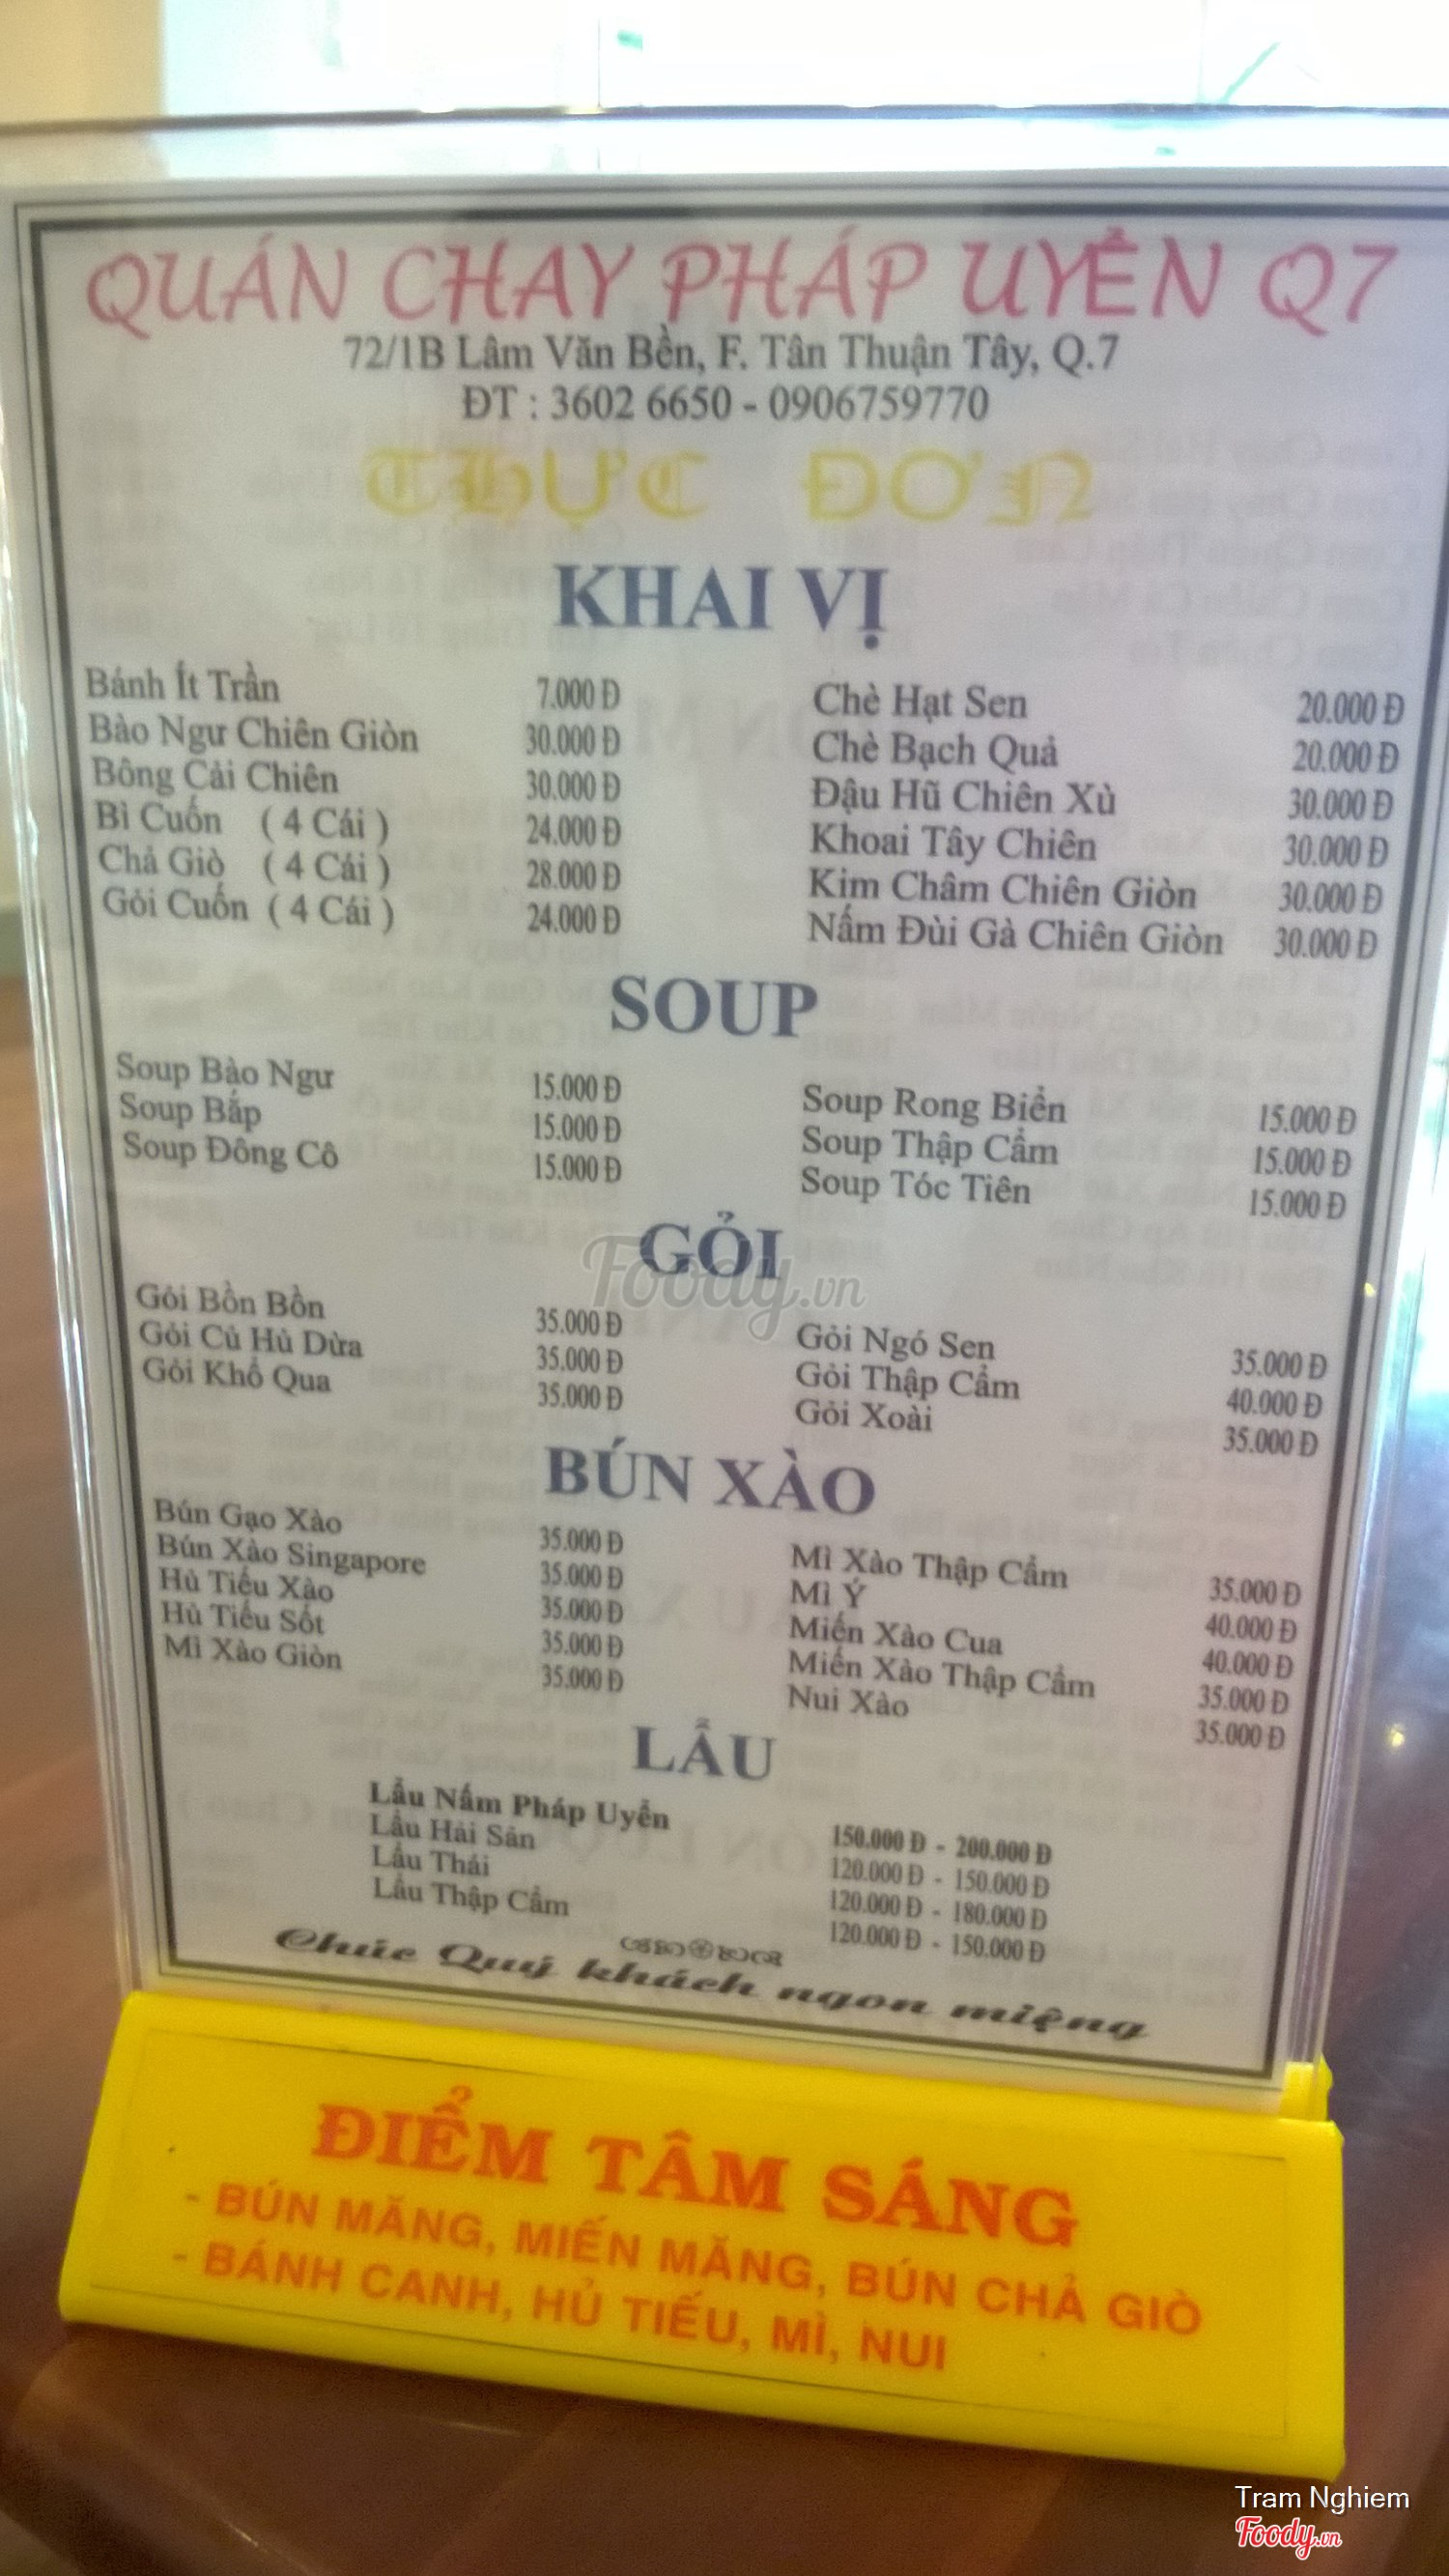 QUÁN CHAY PHÁP UYỂN Q7
72/1B Lâm Văn Bền, F. Tân Thuận Tây, Q.7
ĐT : 3602 6650 - 0906759770
THỰC ĐƠN
KHAI VỊ
Bánh Ít Trần 7.000 Đ
Bào Ngư Chiên Giòn 30.000 Đ
Bông Cải Chiên 30.000 Đ
Bì Cuốn ( 4 Cái ) 24.000 Đ
Chả Giò ( 4 Cái ) 28.000 Đ
Gỏi Cuốn ( 4 Cái ) 24.000 Đ
Chè Hạt Sen 20.000 Đ
Chè Bạch Quả 20.000 Đ
Đậu Hũ Chiên Xù 30.000 Đ
Khoai Tây Chiên 30.000 Đ
Kim Châm Chiên Giòn 30.000 Đ
Nấm Đùi Gà Chiên Giòn 30.000 Đ
SOUP
Soup Bào Ngư 15.000 Đ
Soup Bắp 15.000 Đ
Soup Đông Cô 15.000 Đ
Soup Rong Biển 15.000 Đ
Soup Thập Cẩm 15.000 Đ
Soup Tóc Tiên 15.000 Đ
GỎI
Gỏi Bồn Bồn 35.000 Đ
Gỏi Củ Hủ Dừa 35.000 Đ
Gỏi Khổ Qua 35.000 Đ
Gỏi Ngó Sen 35.000 Đ
Gỏi Thập Cẩm 40.000 Đ
Gỏi Xoài 35.000 Đ
Foody.vn
BÚN XÀO
Bún Gạo Xào 35.000 Đ
Bún Xào Singapore 35.000 Đ
Hủ Tiếu Xào 35.000 Đ
Hủ Tiếu Sốt 35.000 Đ
Mì Xào Giòn 35.000 Đ
Mì Xào Thập Cẩm 35.000 Đ
Mì Ý 40.000 Đ
Miến Xào Cua 40.000 Đ
Miến Xào Thập Cẩm 35.000 Đ
Nui Xào 35.000 Đ
LẨU
Lẩu Nấm Pháp Uyển 150.000 Đ - 200.000 Đ
Lẩu Hải Sản 120.000 Đ - 150.000 Đ
Lẩu Thái 120.000 Đ - 180.000 Đ
Lẩu Thập Cẩm 120.000 Đ - 150.000 Đ
Chúc Quý khách ngon miệng
ĐIỂM TÂM SÁNG
- BÚN MĂNG, MIẾN MĂNG, BÚN CHẢ GIÒ
- BÁNH CANH, HỦ TIẾU, MÌ, NUI
Tram Nghiem
Foody.vn